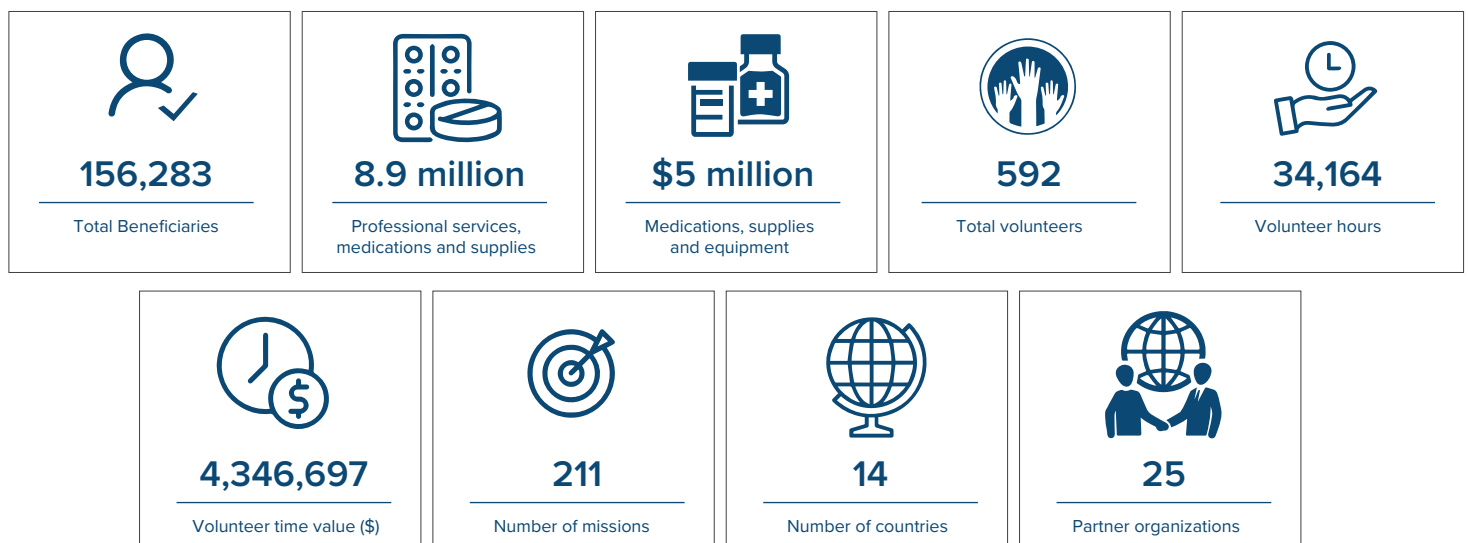 156,283
Total Beneficiaries
8.9 million
Professional services,
medications and supplies
$5 million
Medications, supplies
and equipment
592
Total volunteers
34,164
Volunteer hours
4,346,697
Volunteer time value ($)
211
Number of missions
14
Number of countries
25
Partner organizations